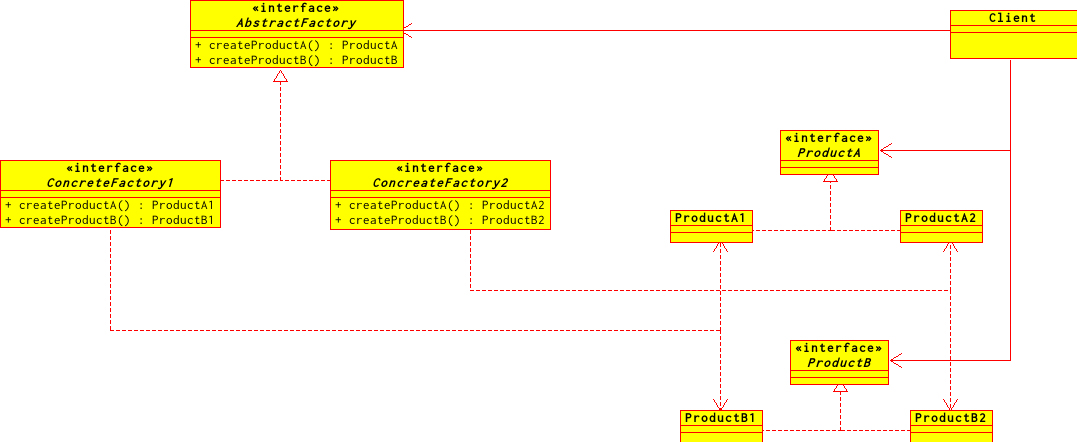 «interface»
AbstractFactory
+ createProductA() : ProductA
+ createProductB() : ProductB
Client
«interface»
ProductA
«interface»
ConcreteFactory1
+ createProductA() : ProductA1
+ createProductB() : ProductB1
«interface»
ConcreateFactory2
+ createProductA() : ProductA2
+ createProductB() : ProductB2
ProductA1
ProductA2
«interface»
ProductB
ProductB1
ProductB2